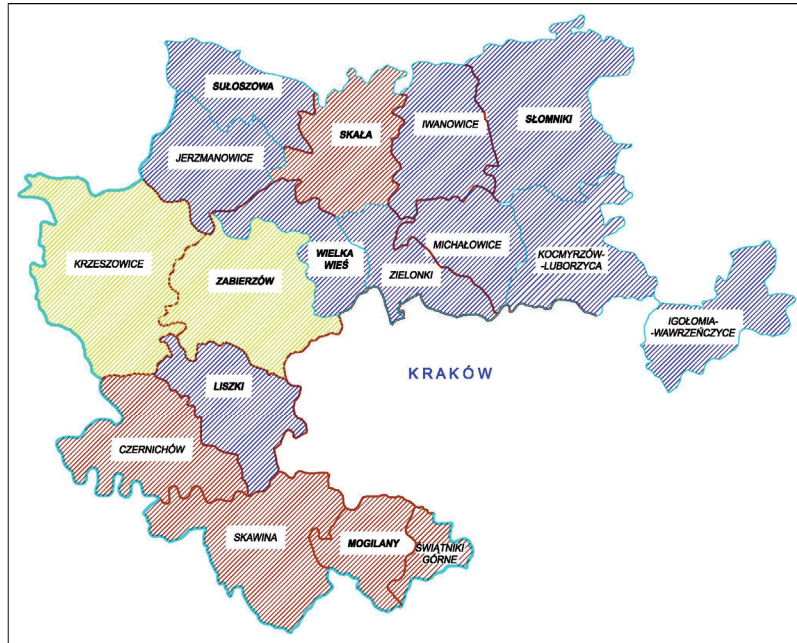 SUŁOSZOWA
SKAŁA
IWANOWICE
SŁOMNIKI
JERZMANOWICE
KRZESZOWICE
ZABIERZÓW
WIELKA
WIEŚ
ZIELONKI
MICHAŁOWICE
KOCMYRZÓW-
-LUBORZYCA
IGOŁOMIA-
-WAWRZEŃCZYCE
KRAKÓW
LISZKI
CZERNICHÓW
SKAWINA
MOGILANY
ŚWIĄTNIKI
GÓRNE